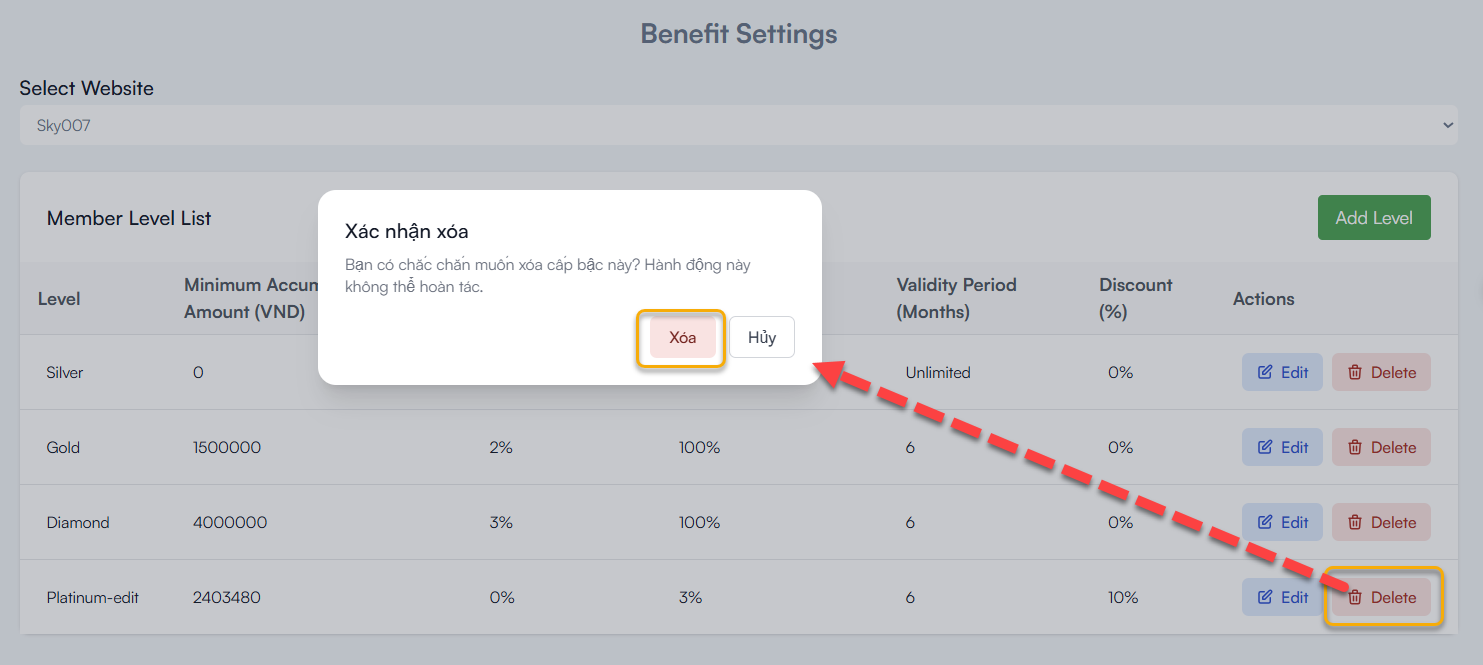 Benefit Settings
Select Website
Sky007
Member Level List
Add Level
Xác nhận xóa
Bạn có chắc chắn muốn xóa cấp bậc này? Hành động này
không thể hoàn tác.
Xóa Hủy
Level Minimum Accum Validity Period Discount Actions
Amount (VND) (Months) (%)
Silver 0 Unlimited 0% Edit Delete
Gold 1500000 2% 100% 6 0% Edit Delete
Diamond 4000000 3% 100% 6 0% Edit Delete
Platinum-edit 2403480 0% 3% 6 10% Edit Delete